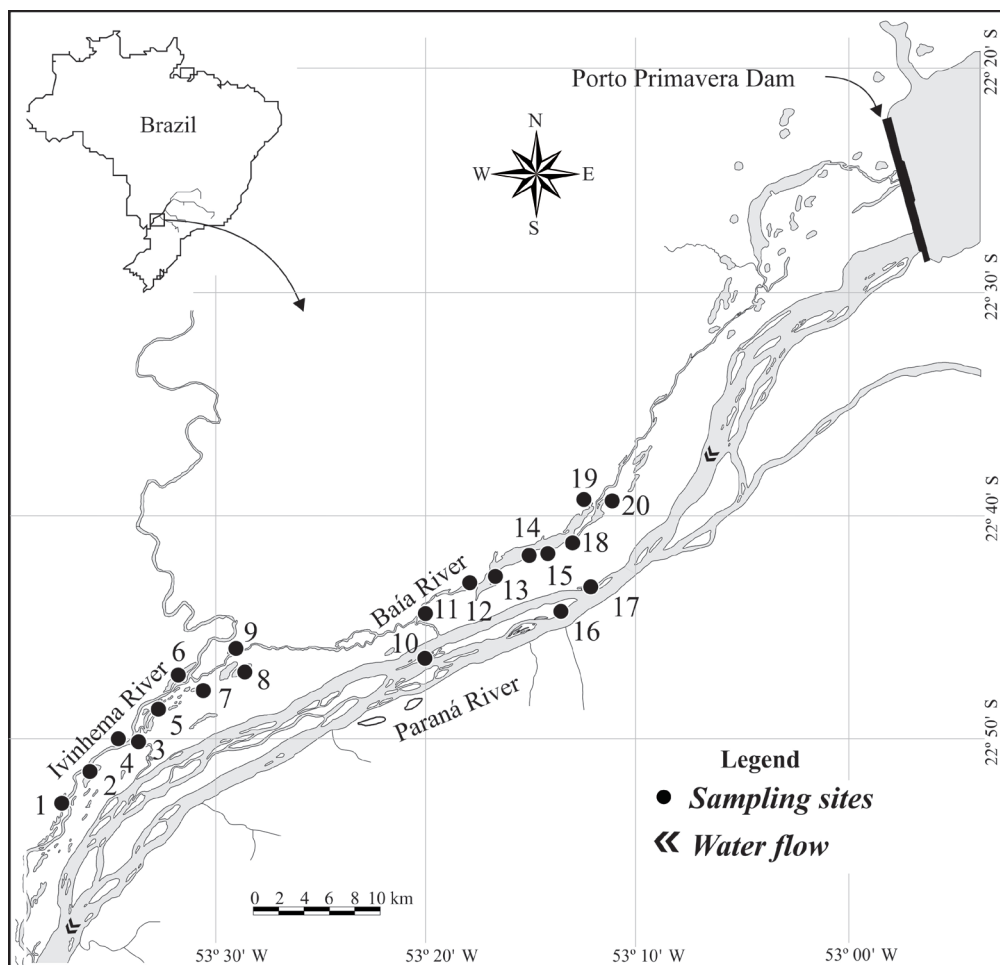 Porto Primavera Dam
22° 20' S
Brazil
N
W
E
S
22° 30' S
19
20
22° 40' S
14
18
Baía River
15
13
12
11
17
16
9
10
6
8
7
Ivinhema River
Paraná River
5
3
4
22° 50' S
2
1
Legend
Sampling sites
Water flow
0 2 4 6 8 10 km
53° 30' W
53° 20' W
53° 10' W
53° 00' W